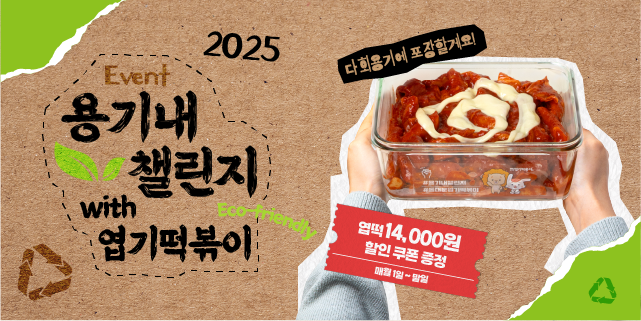 2025
다회용기에 포장할게요!
Event
용기내
챌린지
with
Eco-friendly
엽기떡볶이
엽떡 14,000원
할인 쿠폰 증정
매월 1일 ~ 말일